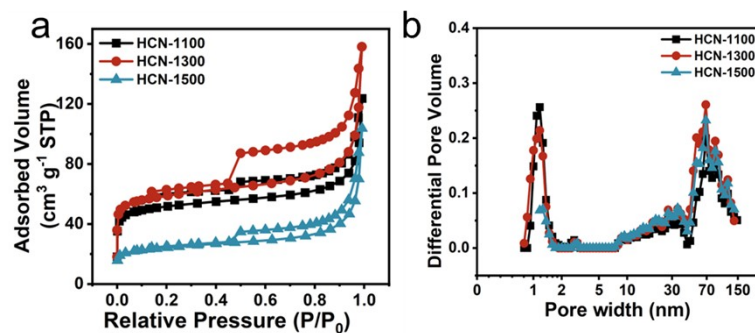 a
HCN-1100
HCN-1300
HCN-1500
Adsorbed Volume
(cm³ g⁻¹ STP)
160
120
80
40
0
0.0 0.2 0.4 0.6 0.8 1.0
Relative Pressure (P/P₀)
b
HCN-1100
HCN-1300
HCN-1500
Differential Pore Volume
0.4
0.3
0.2
0.1
0.0
0 1 2 5 10 30 70 150
Pore width (nm)